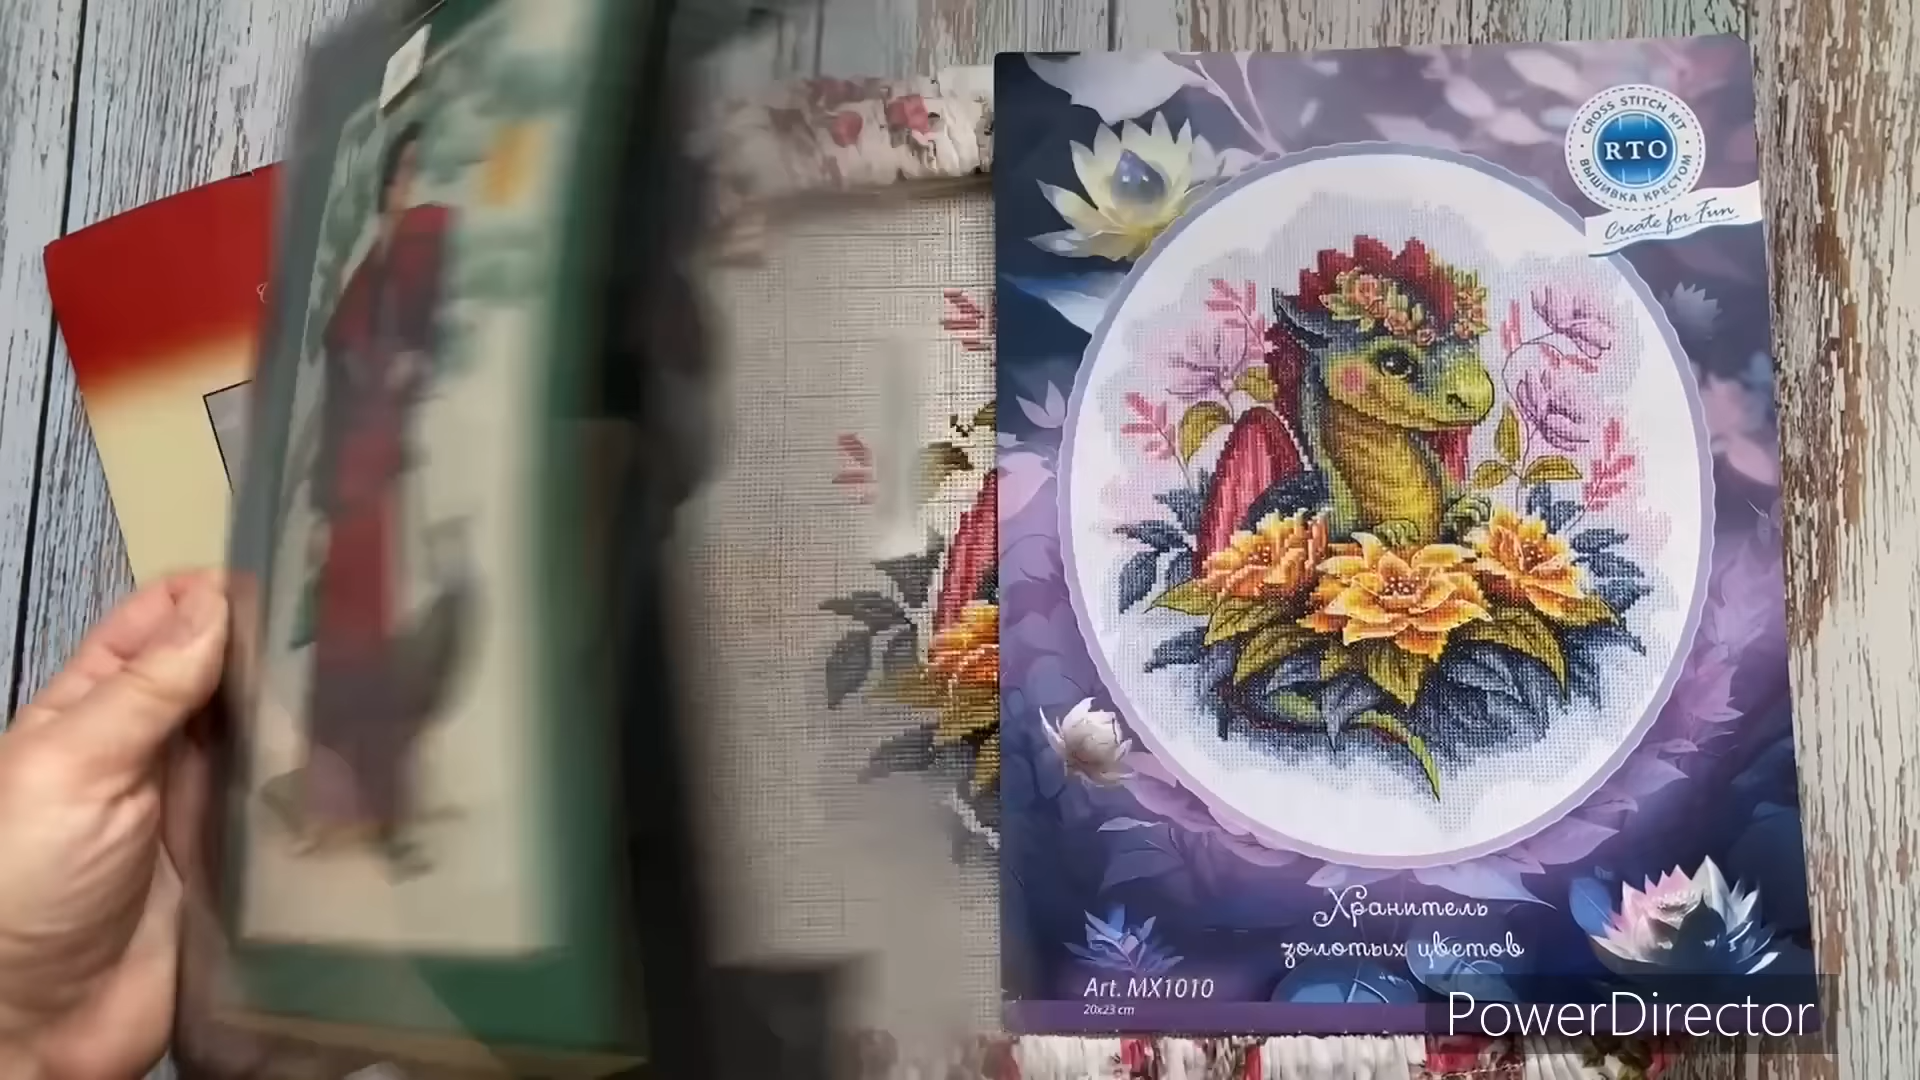 CROSS STITCH KIT
RTO
ВЫШИВКА КРЕСТОМ
Create for Fun
Хранитель
золотых цветов
Art. MX1010
20x23 cm
PowerDirector